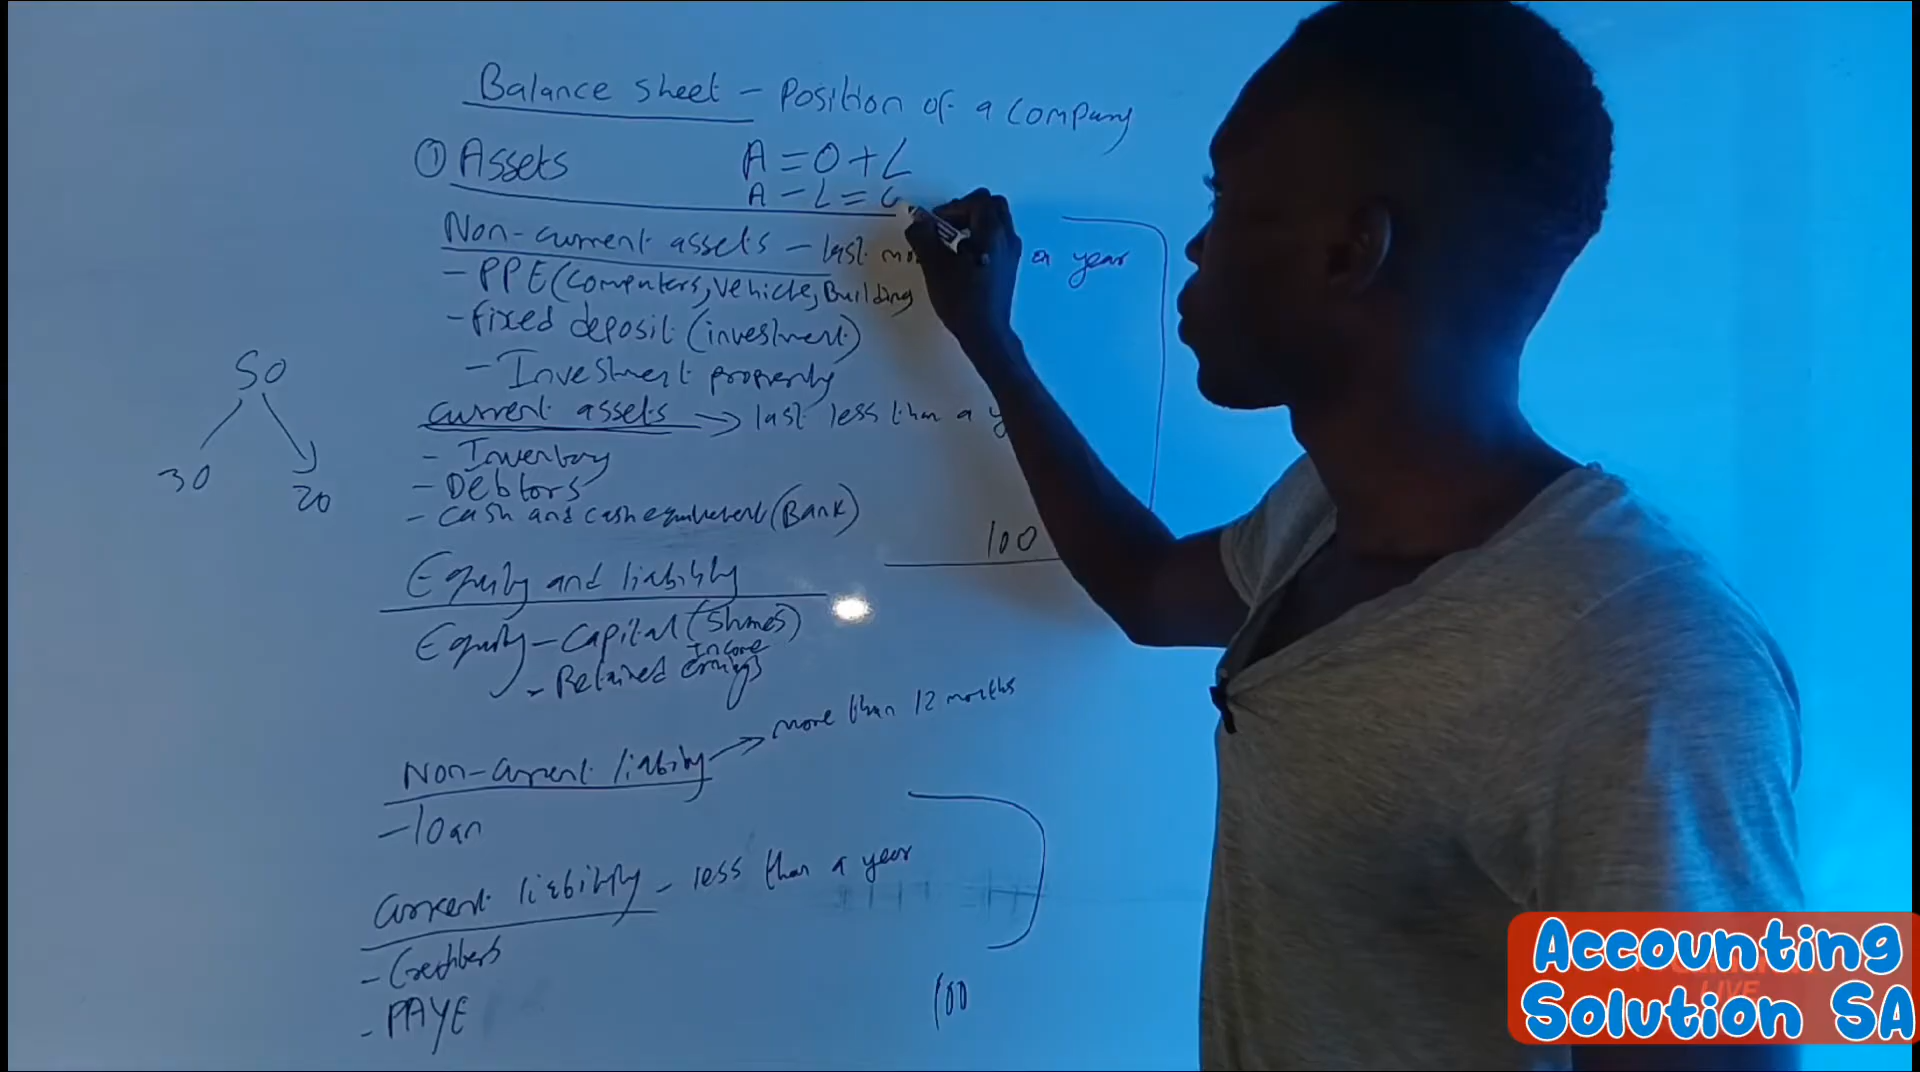 Balance sheet - Position of a company
① Assets
A = O + L
A - L = O
Non-current assets - last mo on year
- PPE (computers, vehicle, Building
- fixed deposit (investment)
- Investment property
50
30
20
current assets → last less than a y
- Inventory
- Debtors
- cash and cash equivalent (Bank)
100
Equity and liability
Equity - capital (Shares)
Income
- Retained earnings
Non-current liability → more than 12 months
- loan
current liability - less than a year
- Creditors
- PAYE
100
Accounting
LIVE
Solution SA